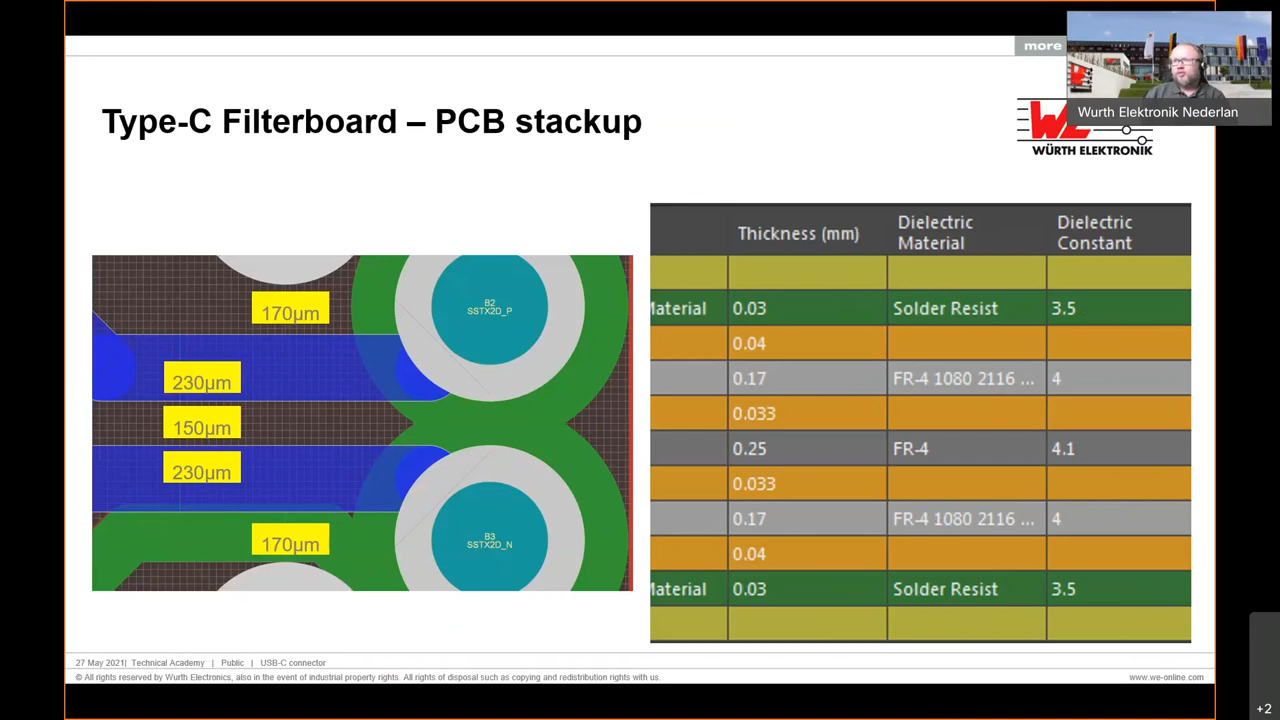 more
Wurth Elektronik Nederlan
Type-C Filterboard – PCB stackup
WE
WÜRTH ELEKTRONIK
170µm
230µm
150µm
230µm
170µm
B2
SSTX2D_P
B3
SSTX2D_N
Thickness (mm) Dielectric Material Dielectric Constant
Material 0.03 Solder Resist 3.5
0.04
0.17 FR-4 1080 2116 ... 4
0.033
0.25 FR-4 4.1
0.033
0.17 FR-4 1080 2116 ... 4
0.04
Material 0.03 Solder Resist 3.5
27 May 2021| Technical Academy | Public | USB-C connector
© All rights reserved by Wurth Electronics, also in the event of industrial property rights. All rights of disposal such as copying and redistribution rights with us.
www.we-online.com
+2